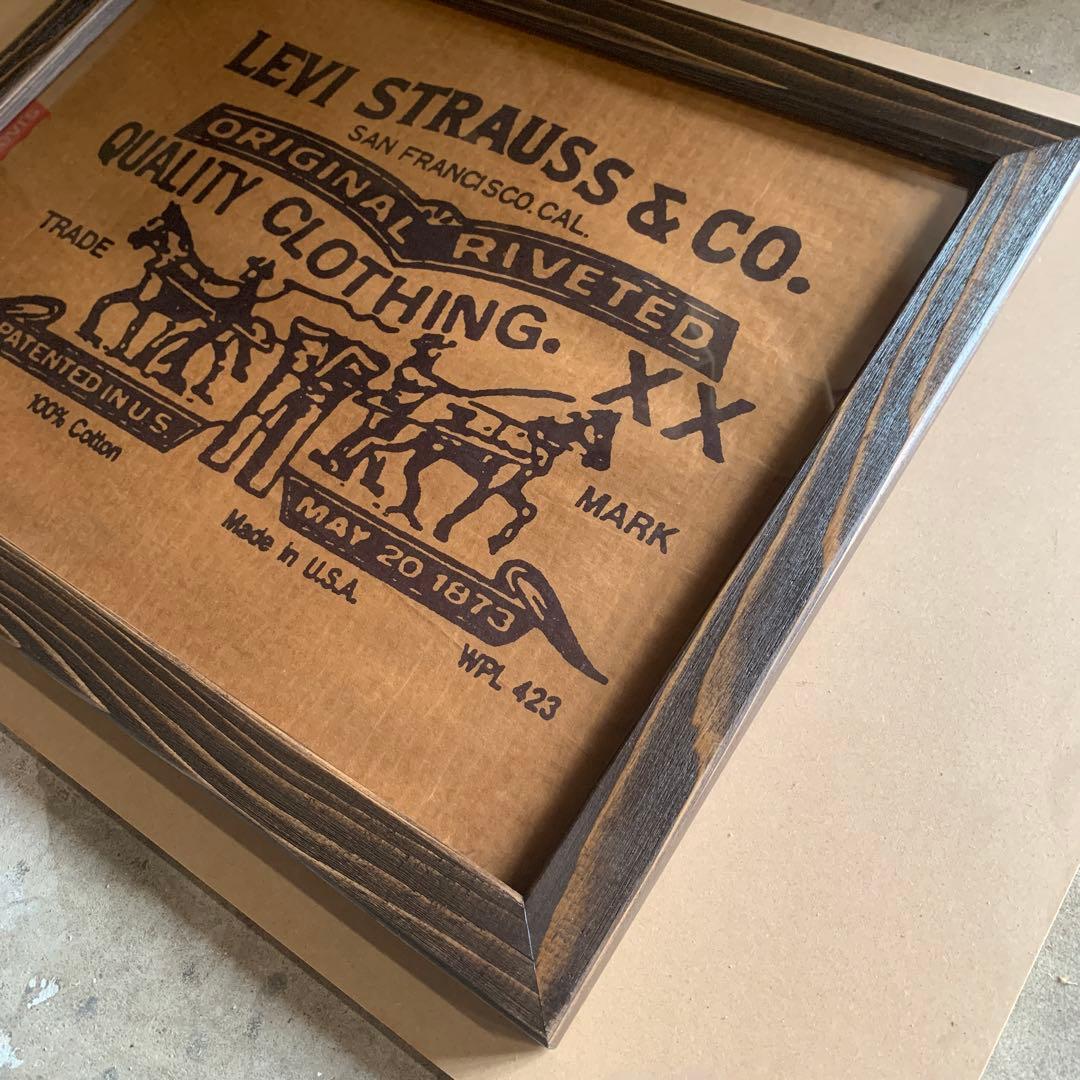 LEVI STRAUSS & CO.
SAN FRANCISCO. CAL.
ORIGINAL RIVETED
QUALITY CLOTHING.
XX
TRADE
MARK
PATENTED IN U.S.
MAY 20 1873
100% Cotton
Made in U.S.A.
WPL 423